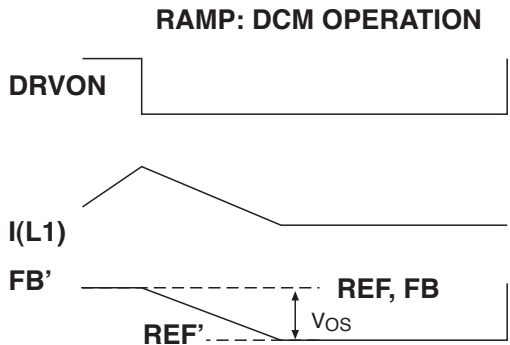 RAMP: DCM OPERATION
DRVON
I(L1)
FB’
REF, FB
VOS
REF’